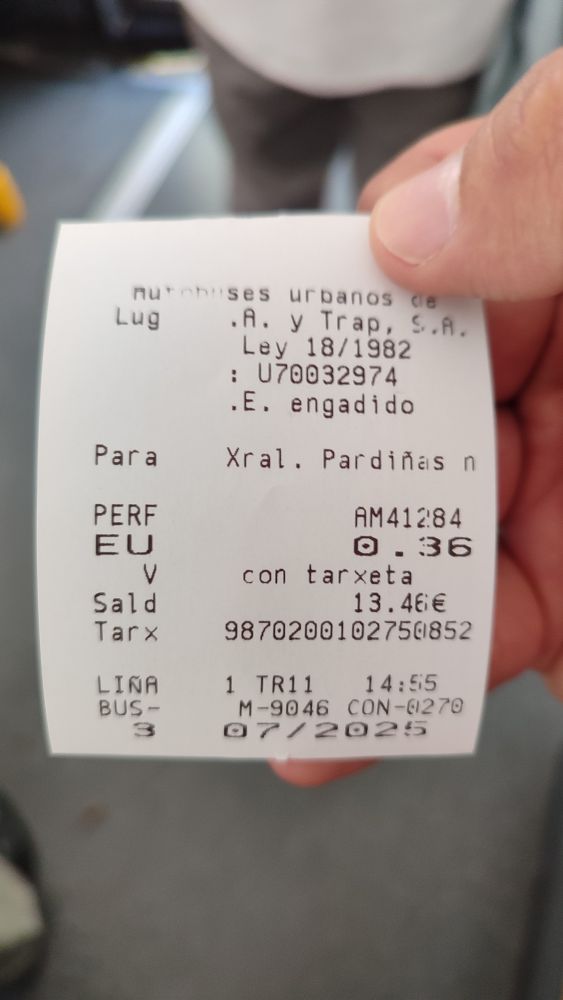 Autobuses urbanos de
Lug .A. y Trap, S.A.
Ley 18/1982
: U70032974
.E. engadido
Para Xral. Pardiñas n
PERF AM41284
EU 0.36
V con tarxeta
Sald 13.46€
Tarx 9870200102750852
LIÑA 1 TR11 14:55
BUS- M-9046 CON-0270
3 07/2025